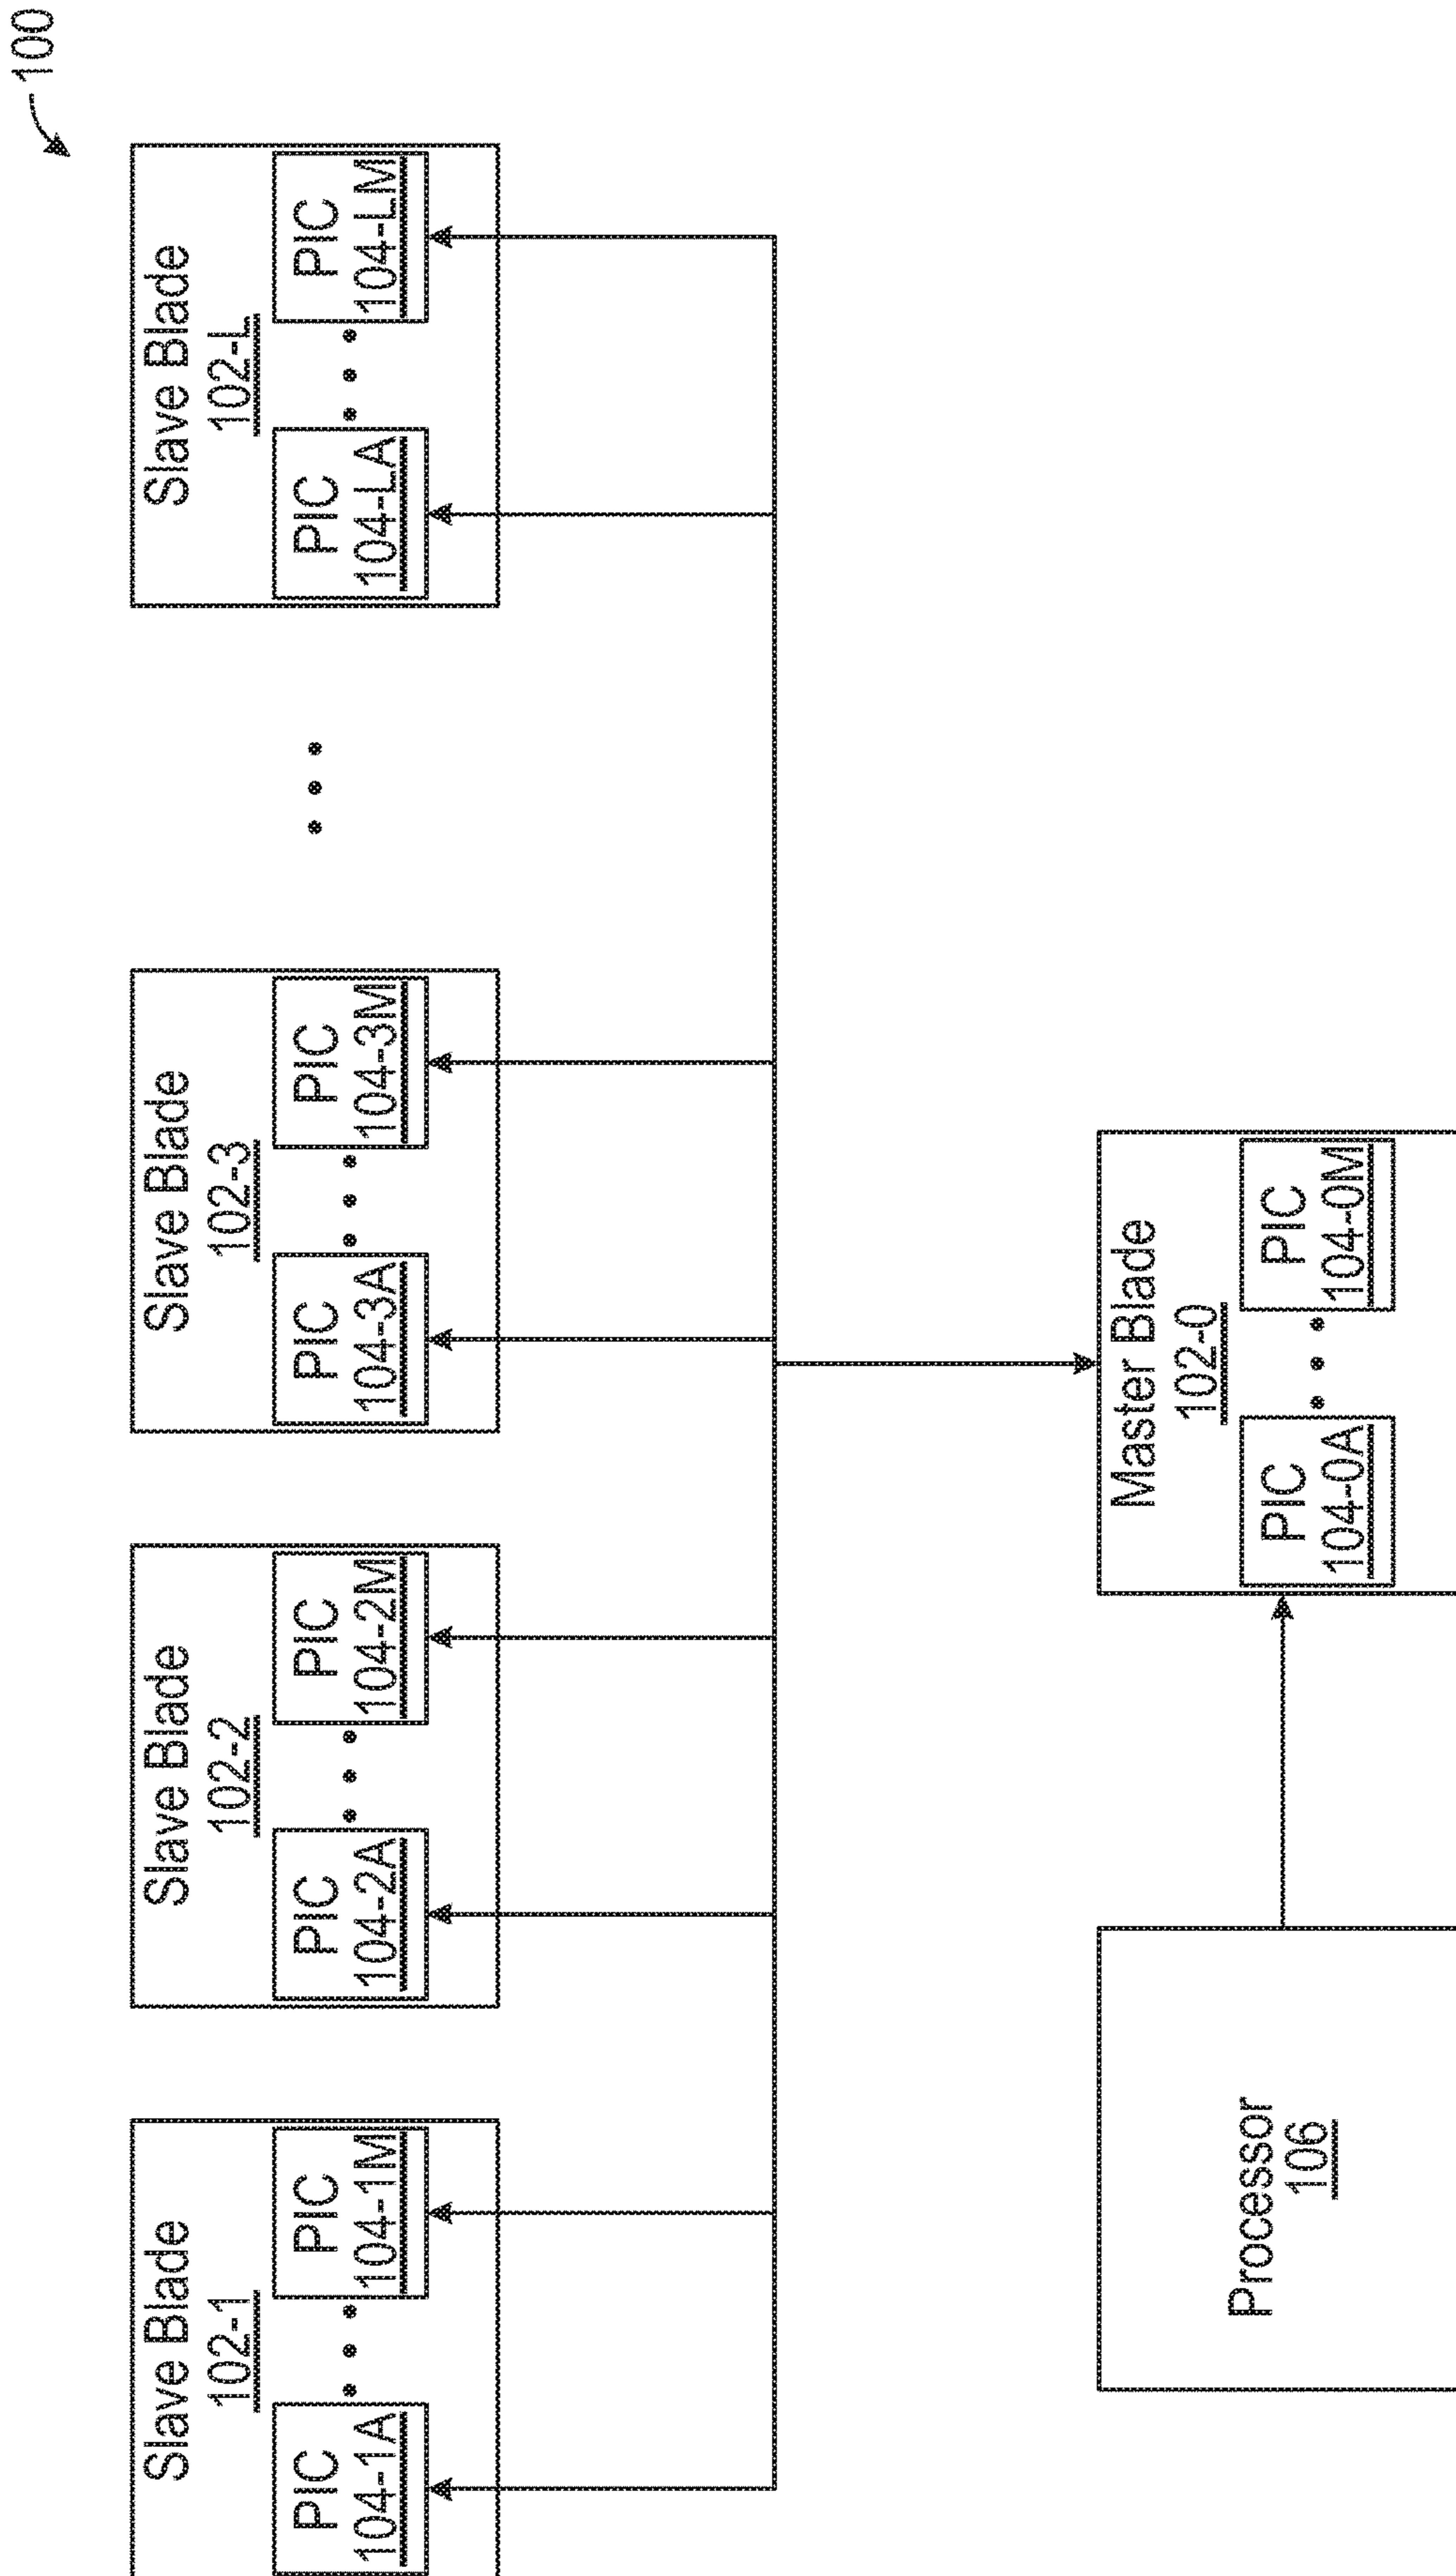 100
Slave Blade
102-1
PIC
104-1A
PIC
104-1M
Slave Blade
102-2
PIC
104-2A
PIC
104-2M
Slave Blade
102-3
PIC
104-3A
PIC
104-3M
Slave Blade
102-L
PIC
104-LA
PIC
104-LM
Processor
106
Master Blade
102-0
PIC
104-0A
PIC
104-0M